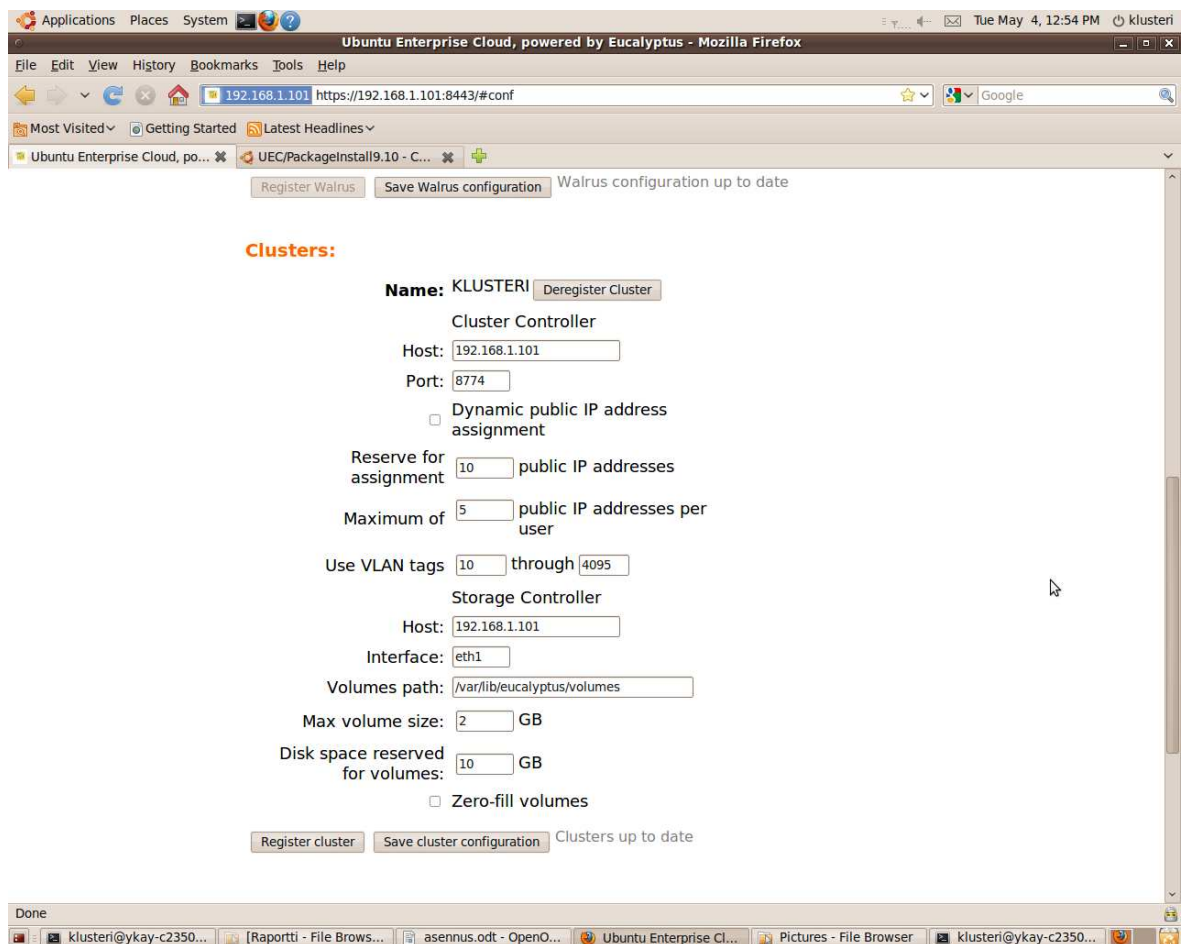 Applications Places System Tue May 4, 12:54 PM klusteri
Ubuntu Enterprise Cloud, powered by Eucalyptus - Mozilla Firefox
File Edit View History Bookmarks Tools Help
192.168.1.101 https://192.168.1.101:8443/#conf Google
Most Visited Getting Started Latest Headlines
Ubuntu Enterprise Cloud, po... UEC/PackageInstall9.10 - C...
Register Walrus Save Walrus configuration Walrus configuration up to date
Clusters:
Name: KLUSTERI Deregister Cluster
Cluster Controller
Host: 192.168.1.101
Port: 8774
Dynamic public IP address
assignment
Reserve for
assignment 10 public IP addresses
Maximum of 5 public IP addresses per
user
Use VLAN tags 10 through 4095
Storage Controller
Host: 192.168.1.101
Interface: eth1
Volumes path: /var/lib/eucalyptus/volumes
Max volume size: 2 GB
Disk space reserved
for volumes: 10 GB
Zero-fill volumes
Register cluster Save cluster configuration Clusters up to date
Done
klusteri@ykay-c2350... [Raportti - File Brows... asennus.odt - OpenO... Ubuntu Enterprise Cl... Pictures - File Browser klusteri@ykay-c2350...